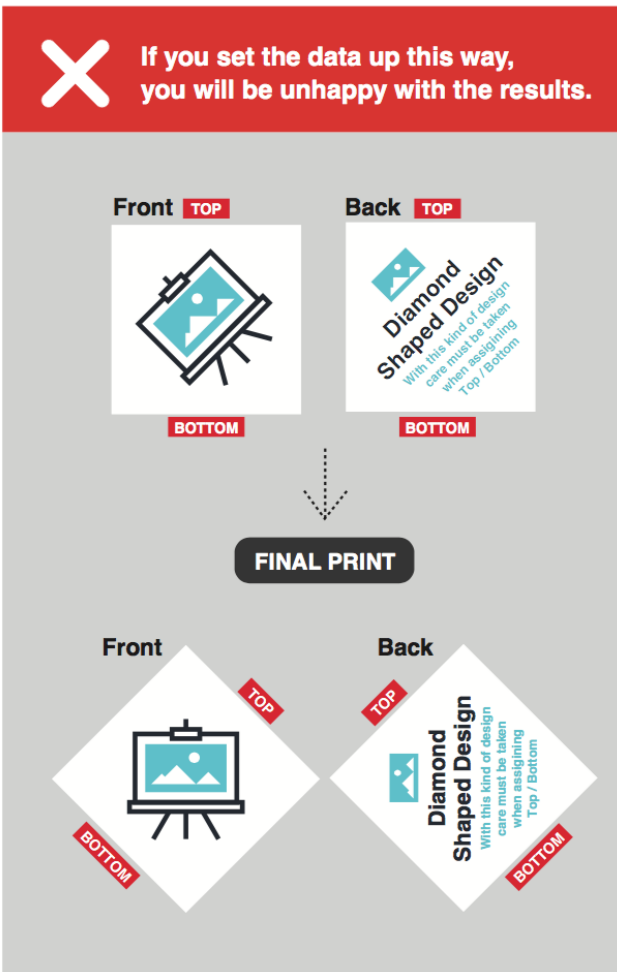 If you set the data up this way,
you will be unhappy with the results.
Front TOP
Back TOP
Diamond
Shaped Design
With this kind of design
care must be taken
when assigining
Top / Bottom
BOTTOM
BOTTOM
FINAL PRINT
Front
Back
TOP
TOP
Diamond
Shaped Design
With this kind of design
care must be taken
when assigining
Top / Bottom
BOTTOM
BOTTOM